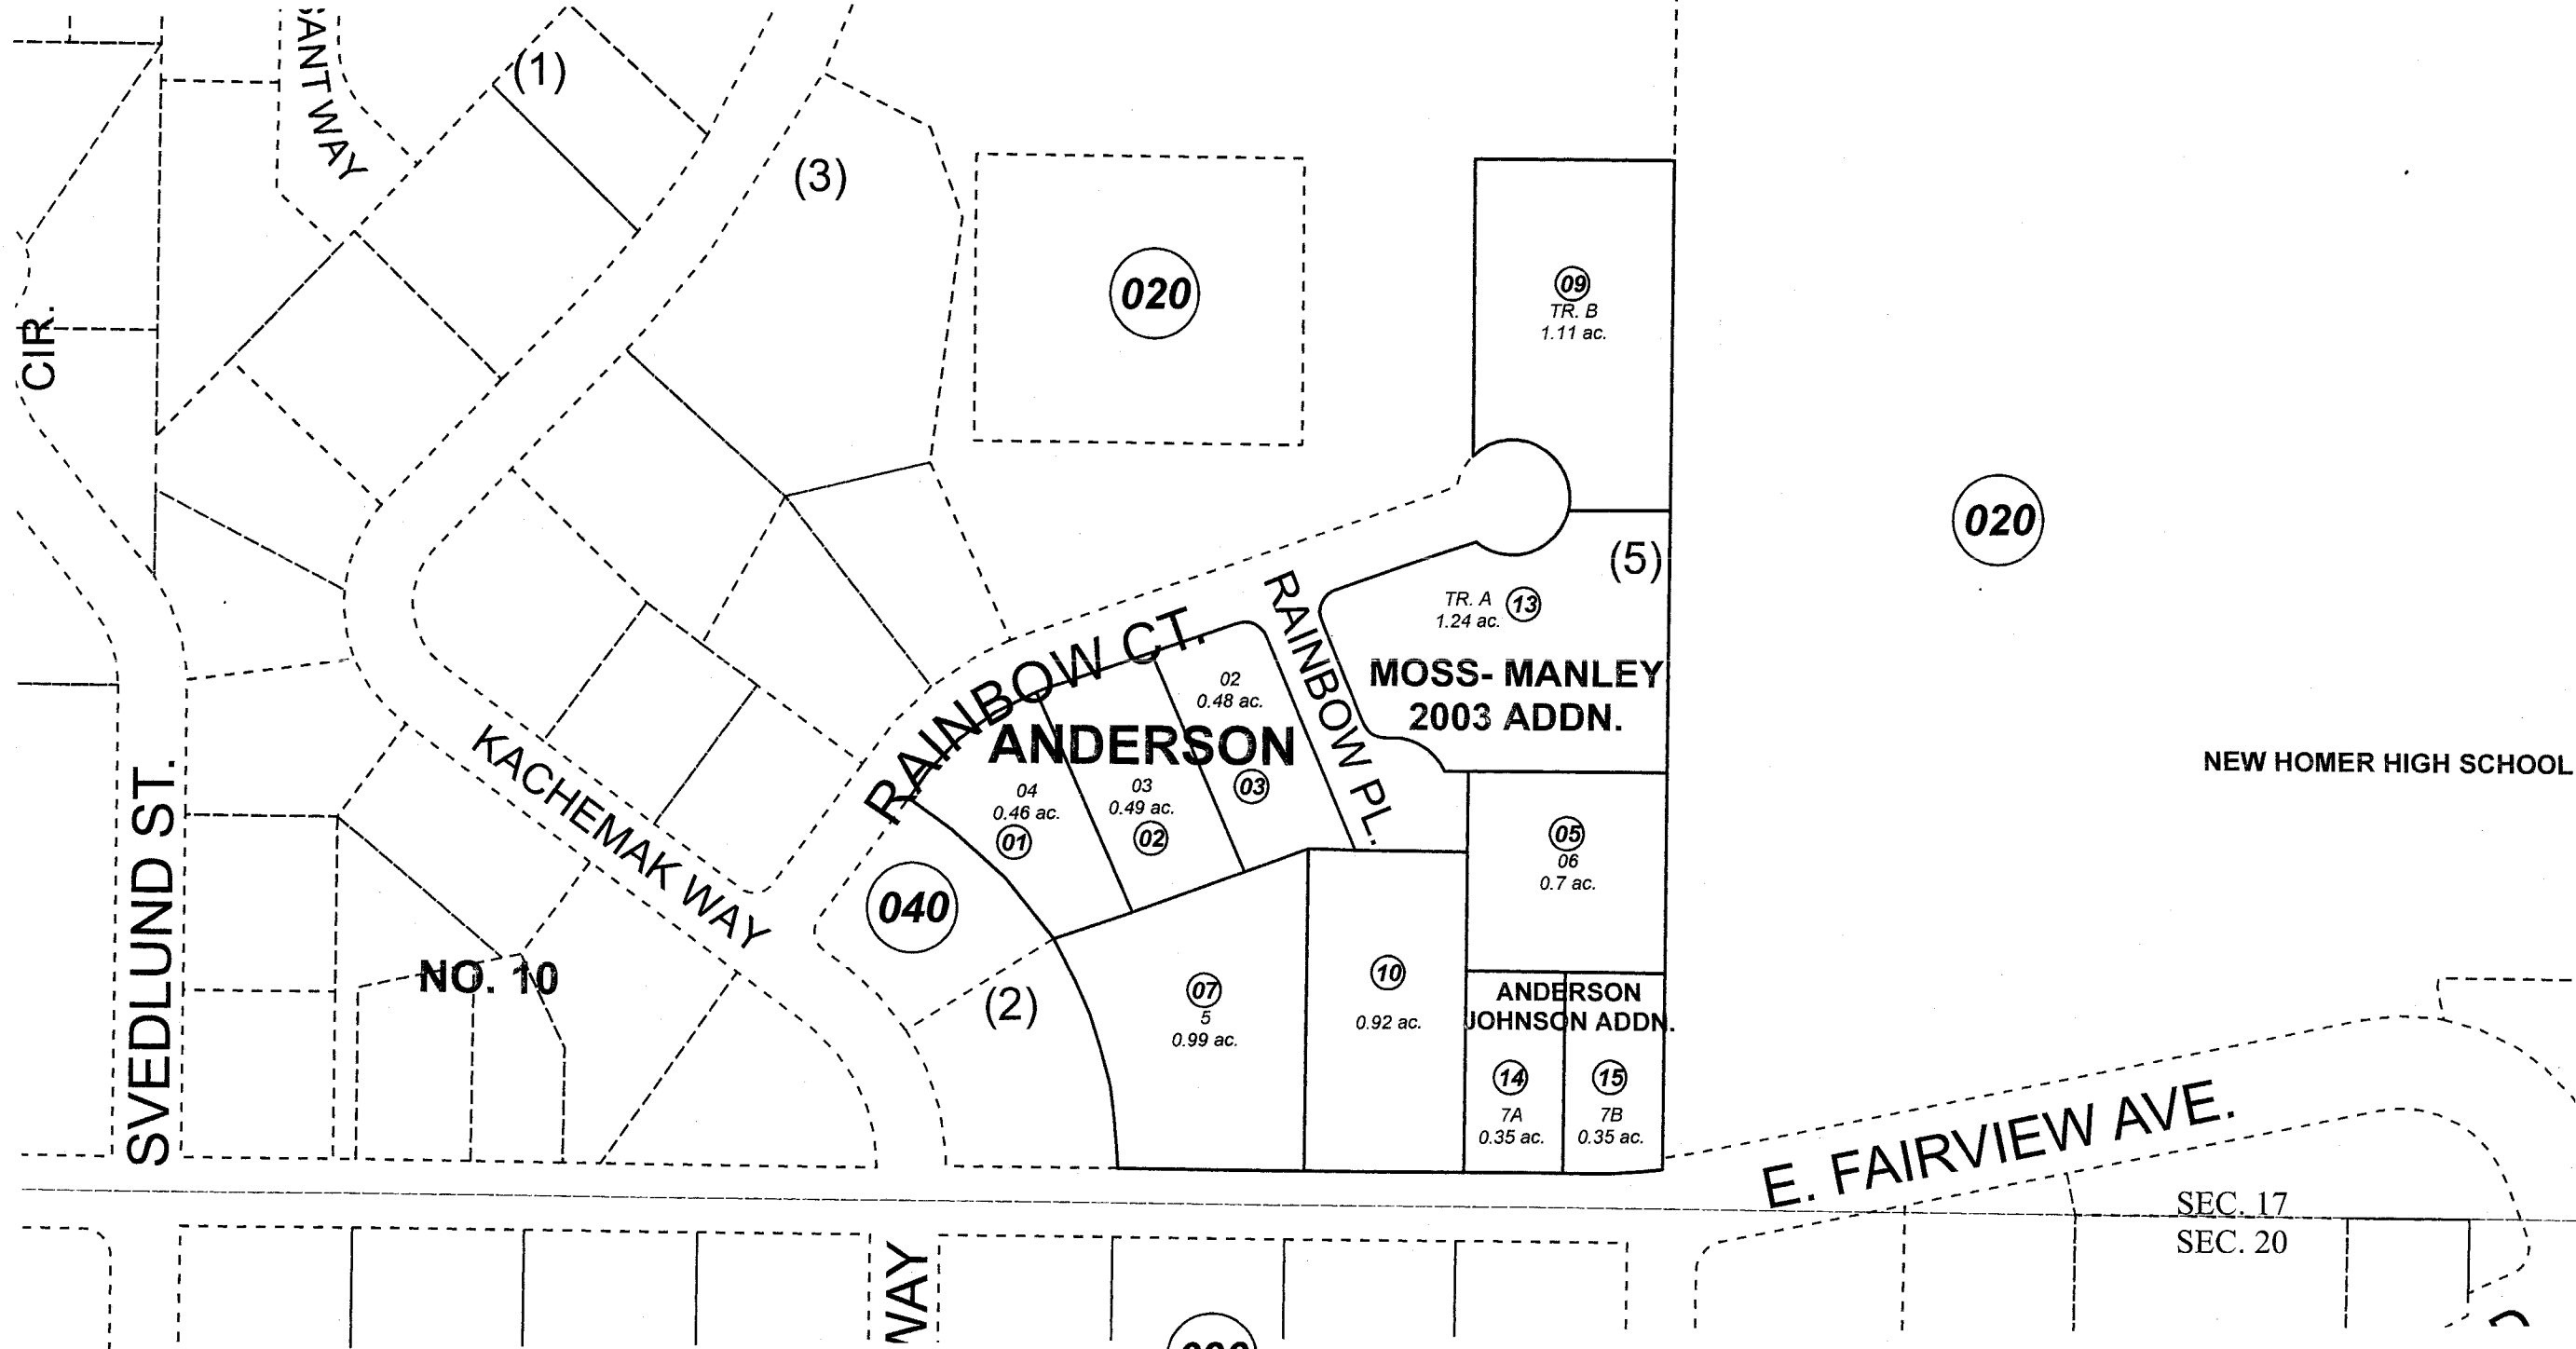 SANT WAY
(1)
(3)
020
09
TR. B
1.11 ac.
CIR.
020
(5)
TR. A
13
1.24 ac.
MOSS- MANLEY
2003 ADDN.
RAINBOW CT.
RAINBOW PL.
02
0.48 ac.
03
ANDERSON
04
0.46 ac.
01
03
0.49 ac.
02
NEW HOMER HIGH SCHOOL
KACHEMAK WAY
SVEDLUND ST.
05
06
0.7 ac.
040
NO. 10
(2)
07
5
0.99 ac.
10
0.92 ac.
ANDERSON
JOHNSON ADDN.
14
7A
0.35 ac.
15
7B
0.35 ac.
E. FAIRVIEW AVE.
SEC. 17
SEC. 20
WAY